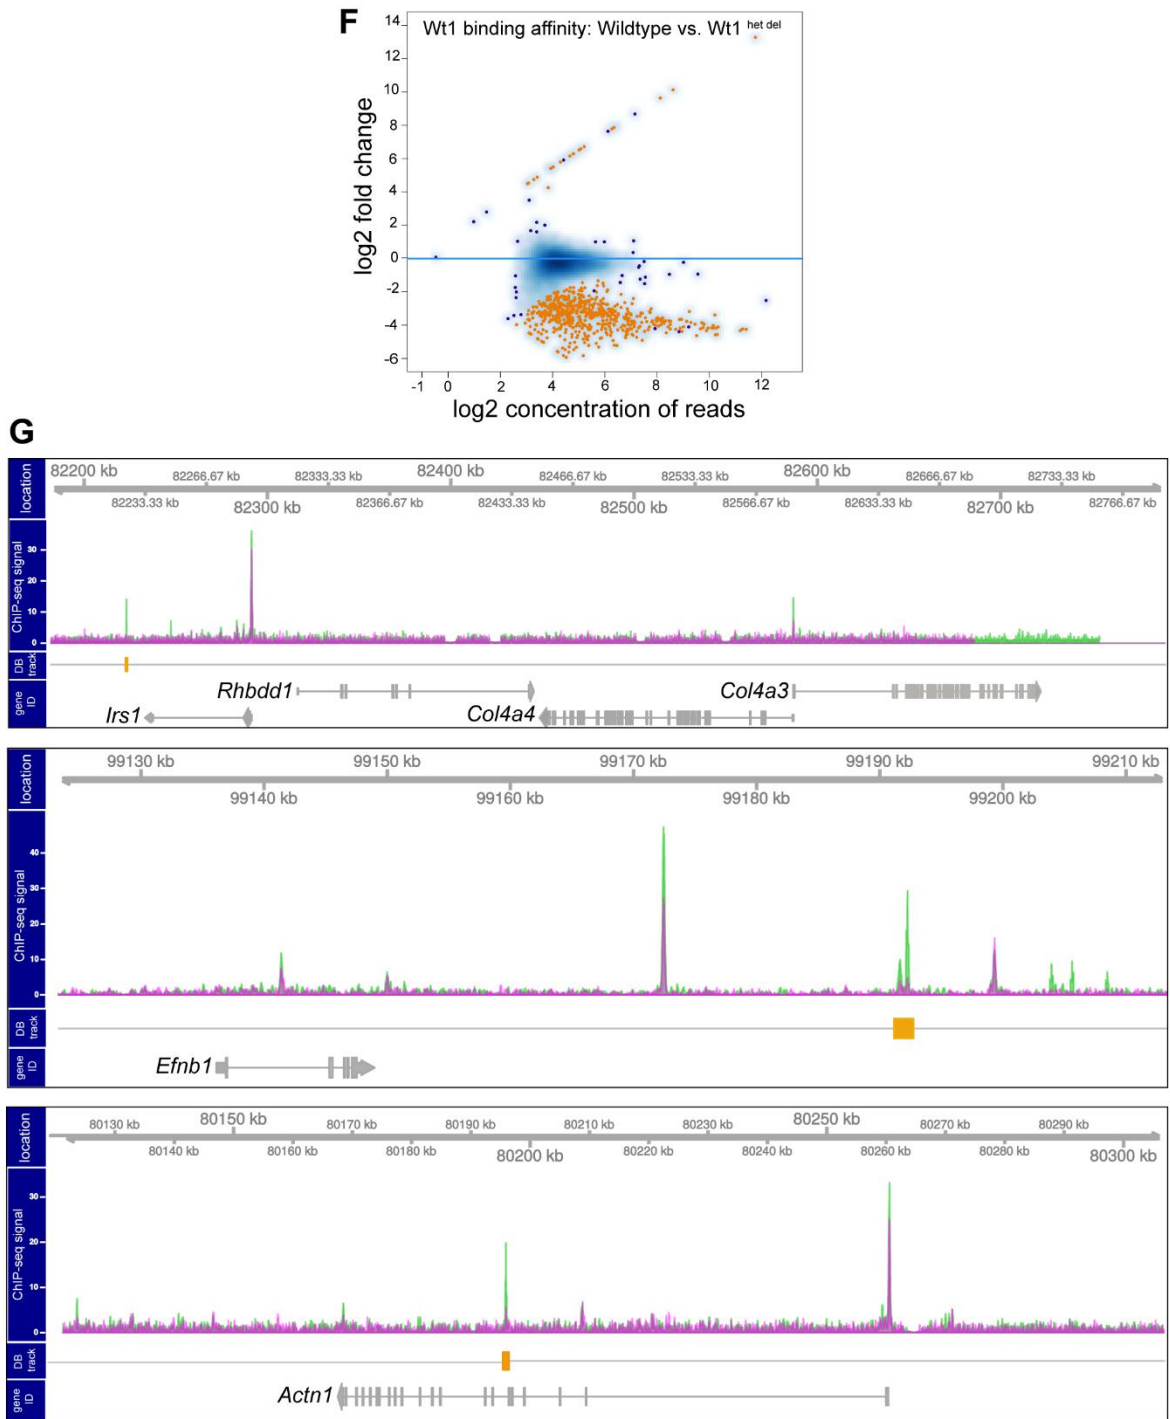 F
Wt1 binding affinity: Wildtype vs. Wt1 het del
14
12
10
8
6
4
2
0
-2
-4
-6
log2 fold change
-1 0 2 4 6 8 10 12
log2 concentration of reads
G
location
82200 kb 82266.67 kb 82333.33 kb 82400 kb 82466.67 kb 82533.33 kb 82600 kb 82666.67 kb 82733.33 kb
82233.33 kb 82300 kb 82366.67 kb 82433.33 kb 82500 kb 82566.67 kb 82633.33 kb 82700 kb 82766.67 kb
ChIP-seq signal
30
20
10
0
DB track
gene ID
Rhbdd1 Col4a3
Irs1 Col4a4
location
99130 kb 99150 kb 99170 kb 99190 kb 99210 kb
99140 kb 99160 kb 99180 kb 99200 kb
ChIP-seq signal
40
30
20
10
0
DB track
gene ID
Efnb1
location
80130 kb 80150 kb 80170 kb 80190 kb 80210 kb 80230 kb 80250 kb 80270 kb 80290 kb
80140 kb 80160 kb 80180 kb 80200 kb 80220 kb 80240 kb 80260 kb 80280 kb 80300 kb
ChIP-seq signal
30
20
10
0
DB track
gene ID
Actn1